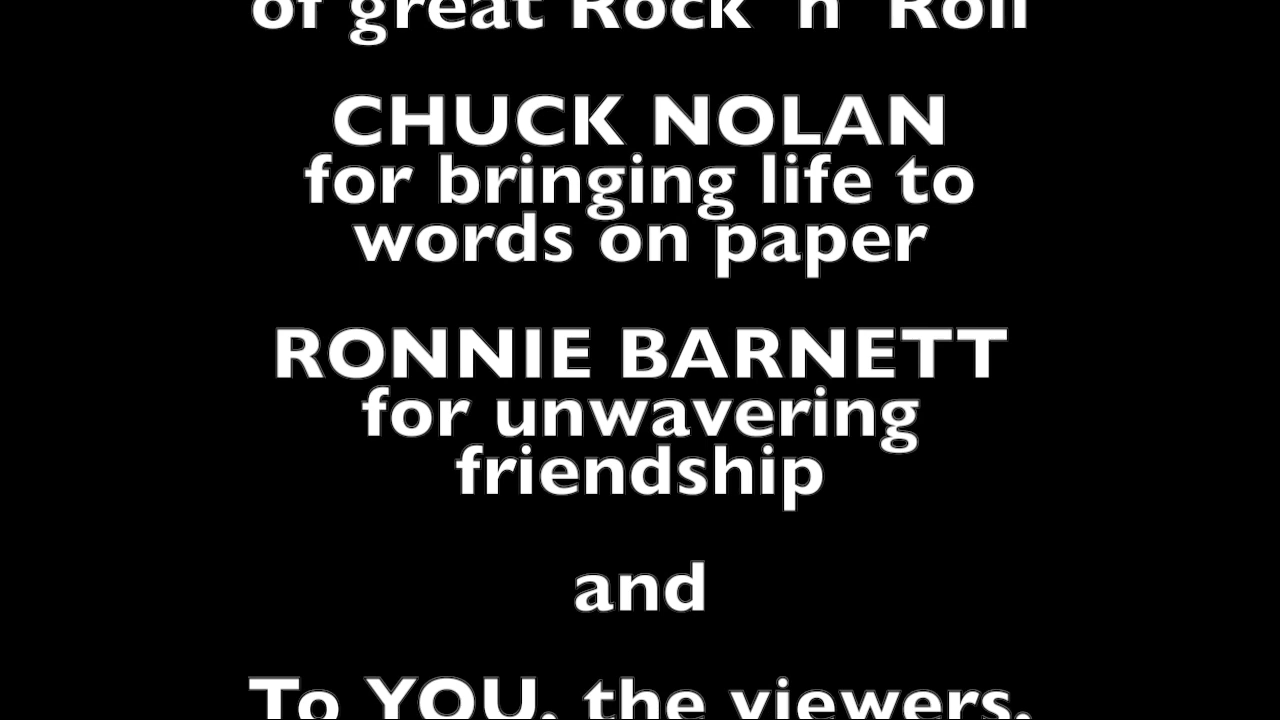 of great Rock 'n' Roll
CHUCK NOLAN
for bringing life to
words on paper
RONNIE BARNETT
for unwavering
friendship
and
To YOU, the viewers,